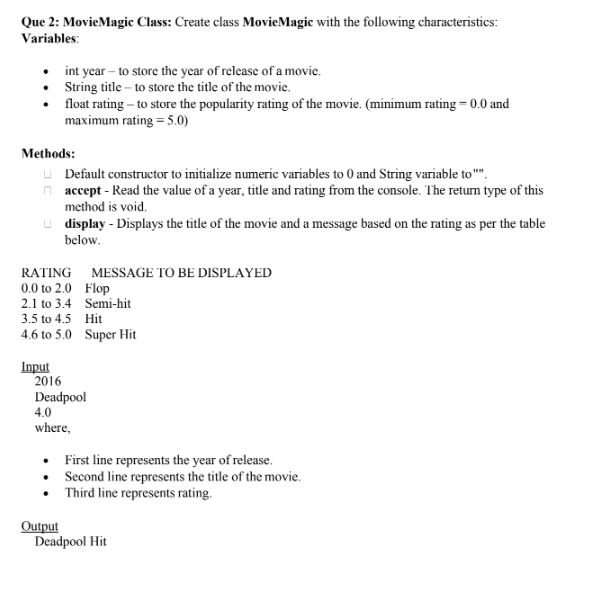 Que 2: MovieMagic Class: Create class MovieMagic with the following characteristics:
Variables:
• int year – to store the year of release of a movie.
• String title – to store the title of the movie.
• float rating – to store the popularity rating of the movie. (minimum rating = 0.0 and
maximum rating = 5.0)
Methods:
Default constructor to initialize numeric variables to 0 and String variable to "".
accept - Read the value of a year, title and rating from the console. The return type of this
method is void.
display - Displays the title of the movie and a message based on the rating as per the table
below.
RATING MESSAGE TO BE DISPLAYED
0.0 to 2.0 Flop
2.1 to 3.4 Semi-hit
3.5 to 4.5 Hit
4.6 to 5.0 Super Hit
Input
2016
Deadpool
4.0
where,
• First line represents the year of release.
• Second line represents the title of the movie.
• Third line represents rating.
Output
Deadpool Hit